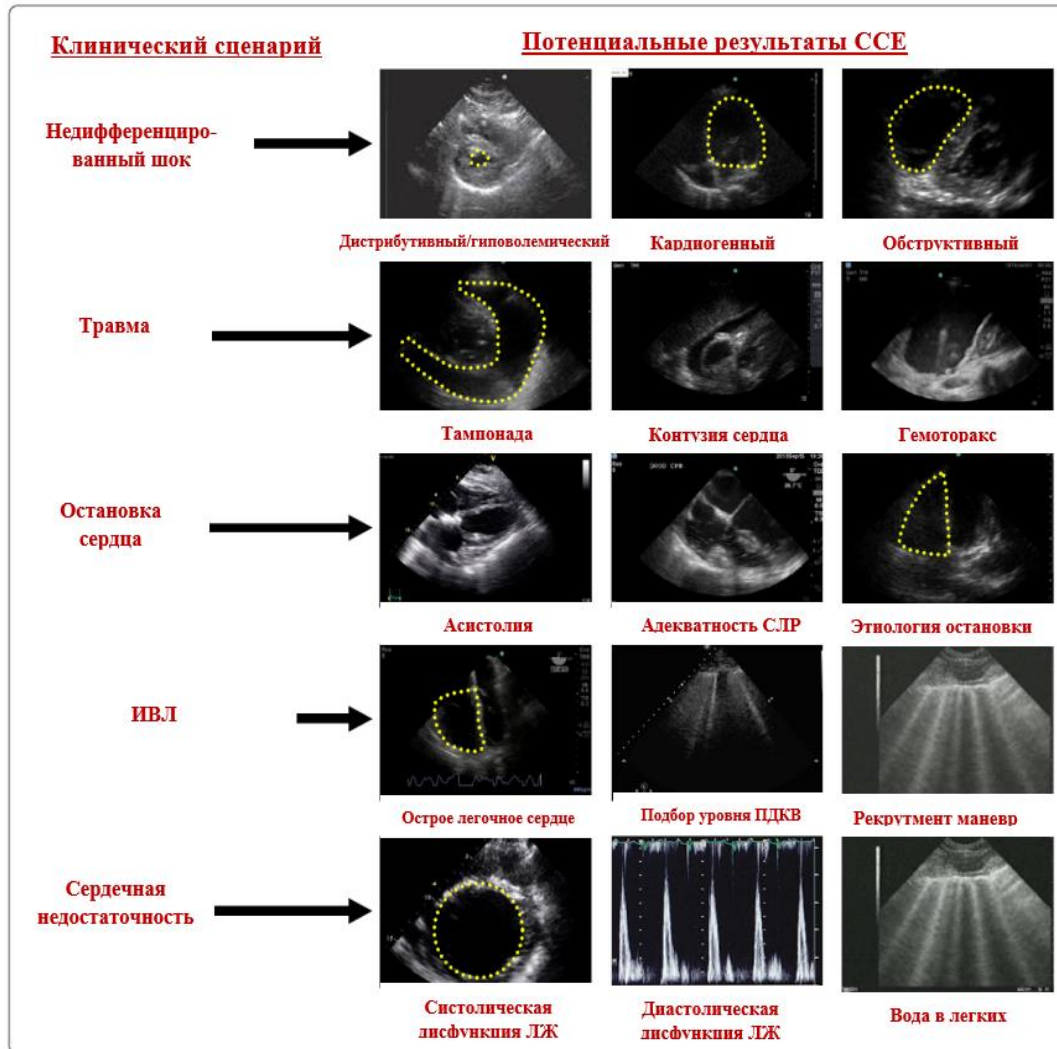 Клинический сценарий
Потенциальные результаты ССЕ
Недифференциро-
ванный шок
Дистрибутивный/гиповолемический
Кардиогенный
Обструктивный
Травма
Тампонада
Контузия сердца
Гемоторакс
Остановка
сердца
Асистолия
Адекватность СЛР
Этиология остановки
ИВЛ
Острое легочное сердце
Подбор уровня ПДКВ
Рекрутмент маневр
Сердечная
недостаточность
Систолическая
дисфункция ЛЖ
Диастолическая
дисфункция ЛЖ
Вода в легких